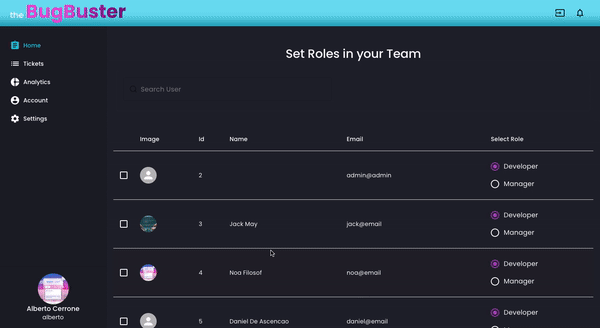 the BugBuster
Home
Tickets
Analytics
Account
Settings
Alberto Cerrone
alberto
Set Roles in your Team
Search User
Image Id Name Email Select Role
2 admin@admin Developer
Manager
3 Jack May jack@email Developer
Manager
4 Noa Filosof noa@email Developer
Manager
5 Daniel De Ascencao daniel@email Developer